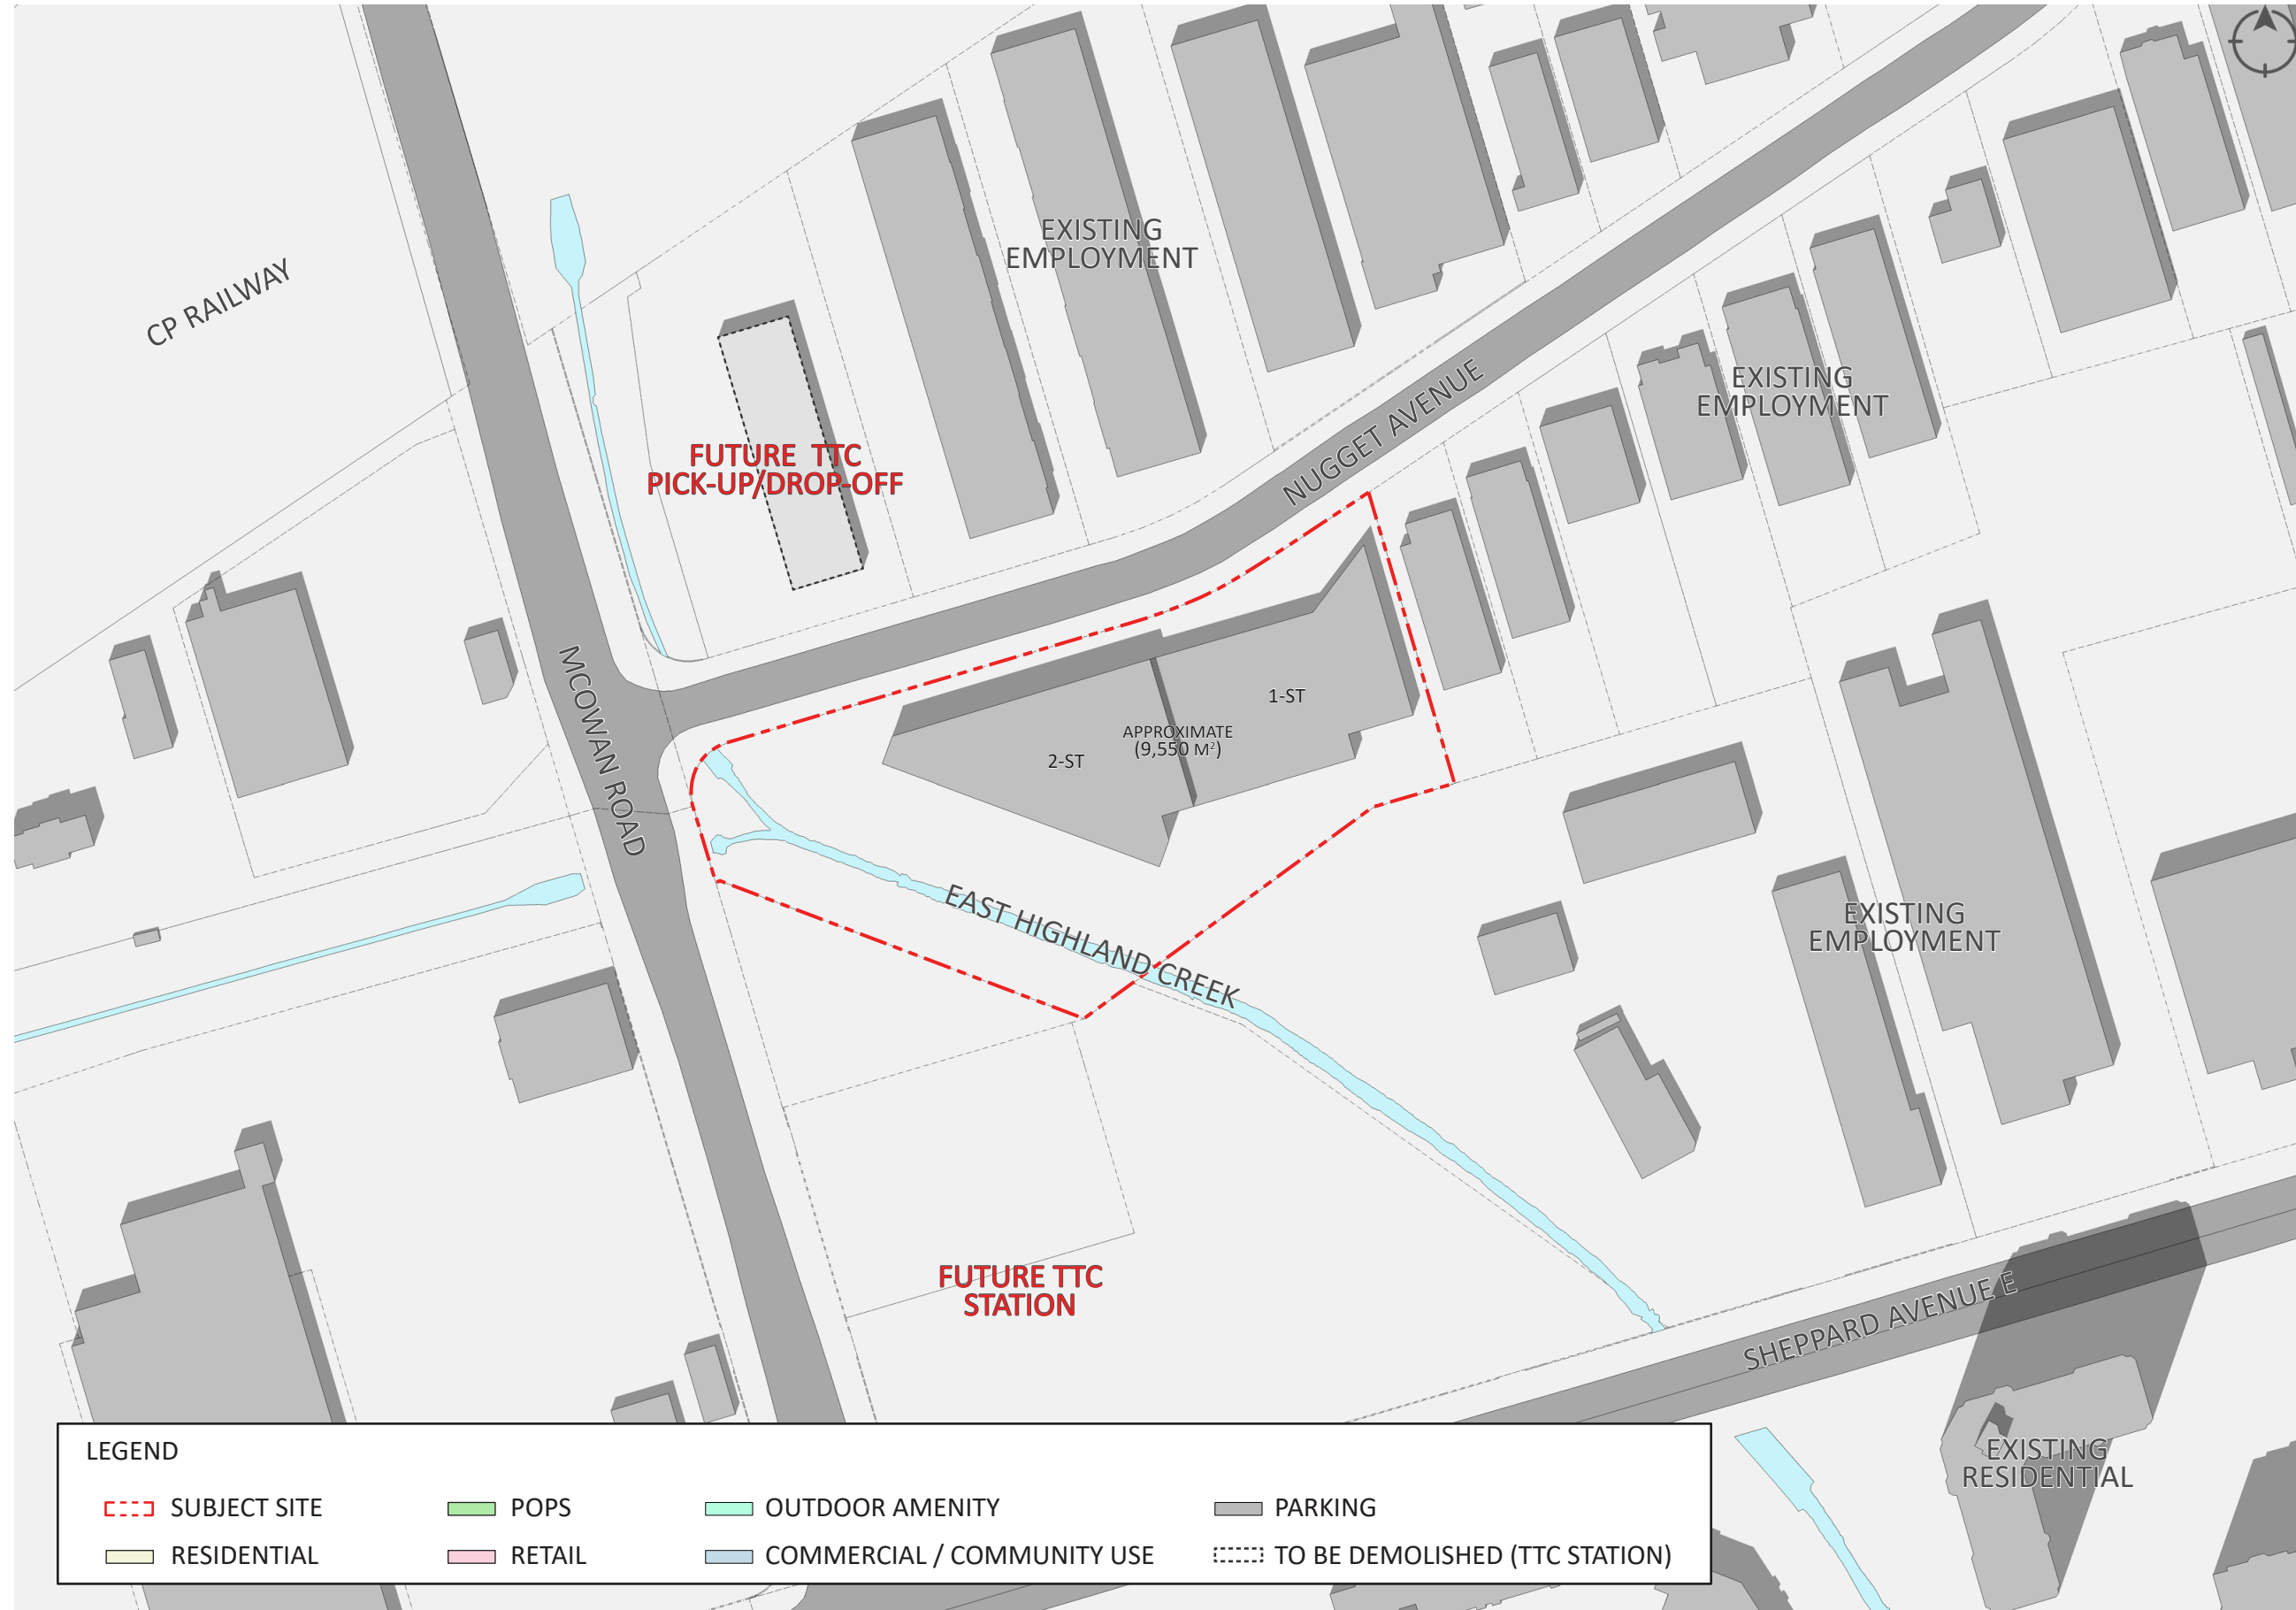 CP RAILWAY
EXISTING
EMPLOYMENT
FUTURE TTC
PICK-UP/DROP-OFF
NUGGET AVENUE
EXISTING
EMPLOYMENT
MCOWAN ROAD
1-ST
APPROXIMATE
(9,550 M²)
2-ST
EAST HIGHLAND CREEK
EXISTING
EMPLOYMENT
FUTURE TTC
STATION
SHEPPARD AVENUE E
EXISTING
RESIDENTIAL
LEGEND
SUBJECT SITE
POPS
OUTDOOR AMENITY
PARKING
RESIDENTIAL
RETAIL
COMMERCIAL / COMMUNITY USE
TO BE DEMOLISHED (TTC STATION)